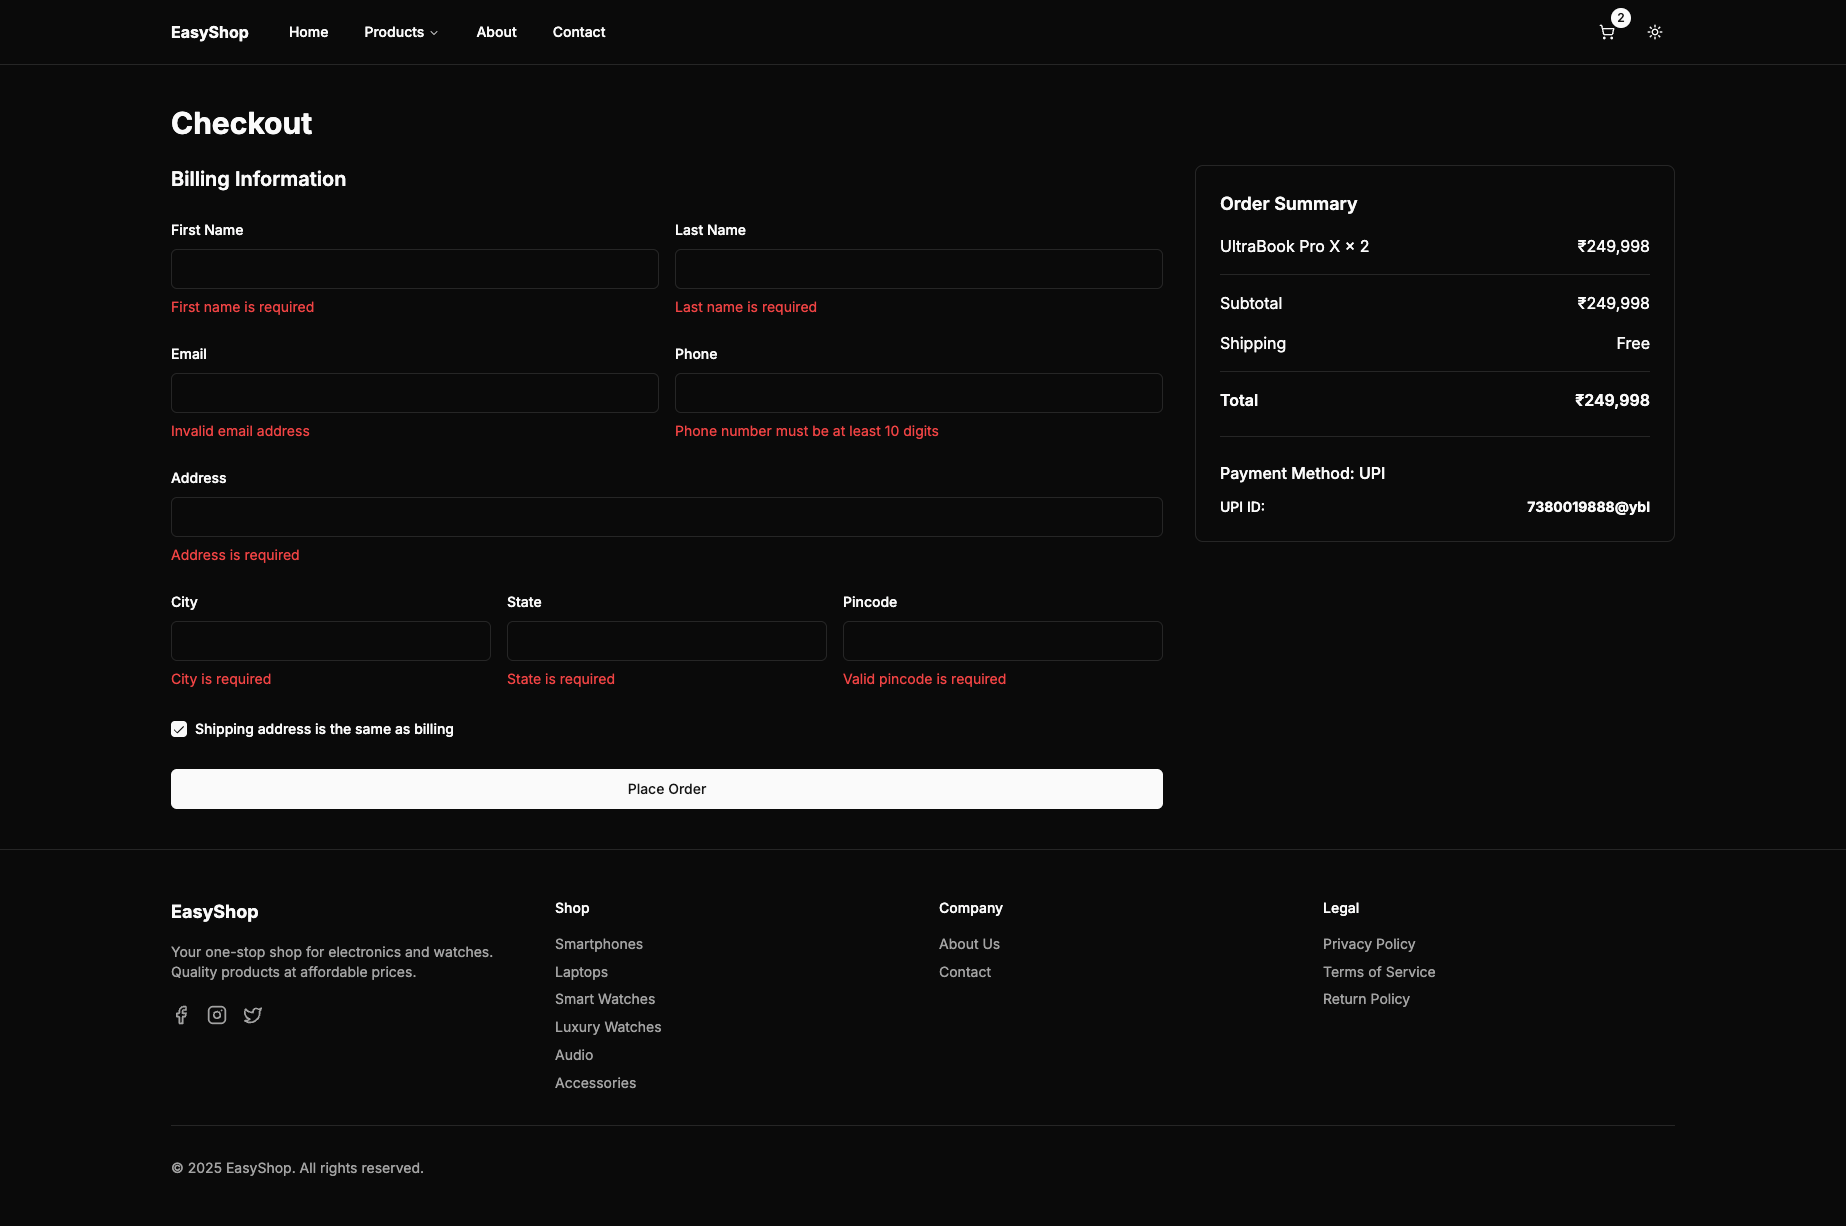 EasyShop Home Products About Contact 2
Checkout
Billing Information
First Name Last Name
First name is required Last name is required
Email Phone
Invalid email address Phone number must be at least 10 digits
Address
Address is required
City State Pincode
City is required State is required Valid pincode is required
Shipping address is the same as billing
Place Order
Order Summary
UltraBook Pro X × 2 ₹249,998
Subtotal ₹249,998
Shipping Free
Total ₹249,998
Payment Method: UPI
UPI ID: 7380019888@ybl
EasyShop
Your one-stop shop for electronics and watches.
Quality products at affordable prices.
Shop
Smartphones
Laptops
Smart Watches
Luxury Watches
Audio
Accessories
Company
About Us
Contact
Legal
Privacy Policy
Terms of Service
Return Policy
© 2025 EasyShop. All rights reserved.